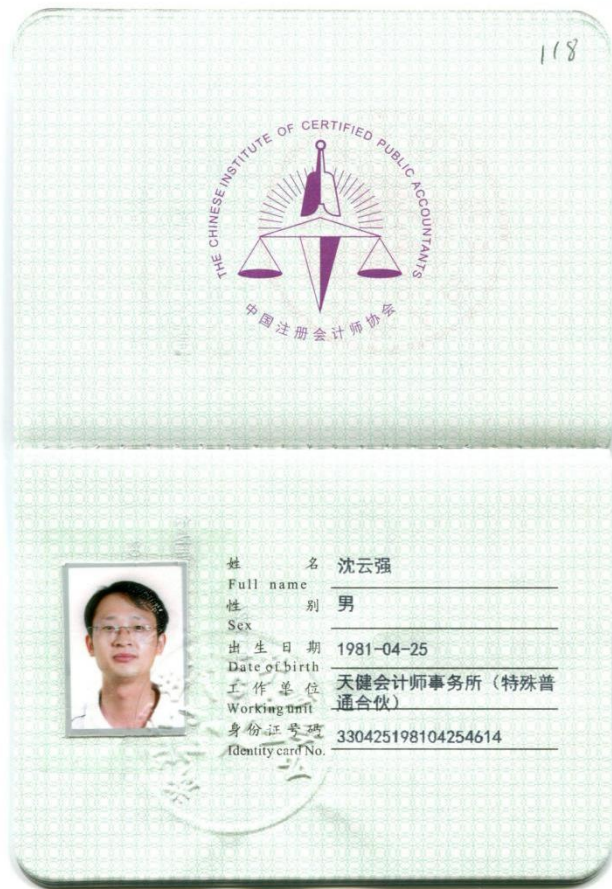 118
THE CHINESE INSTITUTE OF CERTIFIED PUBLIC ACCOUNTANTS
中国注册会计师协会
姓 名 沈云强
Full name
性 别 男
Sex
出生日期 1981-04-25
Date of birth
工作单位 天健会计师事务所（特殊普
Working unit 通合伙）
身份证号码 330425198104254614
Identity card No.